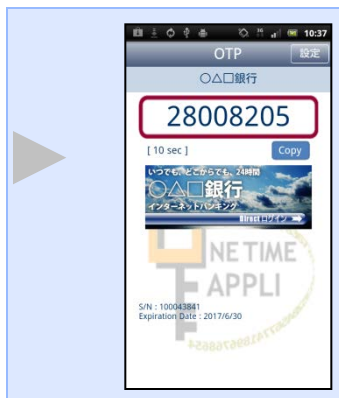 10:37
OTP
設定
○△□銀行
28008205
[ 10 sec ]
Copy
いつでも、どこからでも、24時間
○△□銀行
インターネットバンキング
Direct ログイン
ONE TIME
APPLI
S/N : 100043841
Expiration Date : 2017/6/30